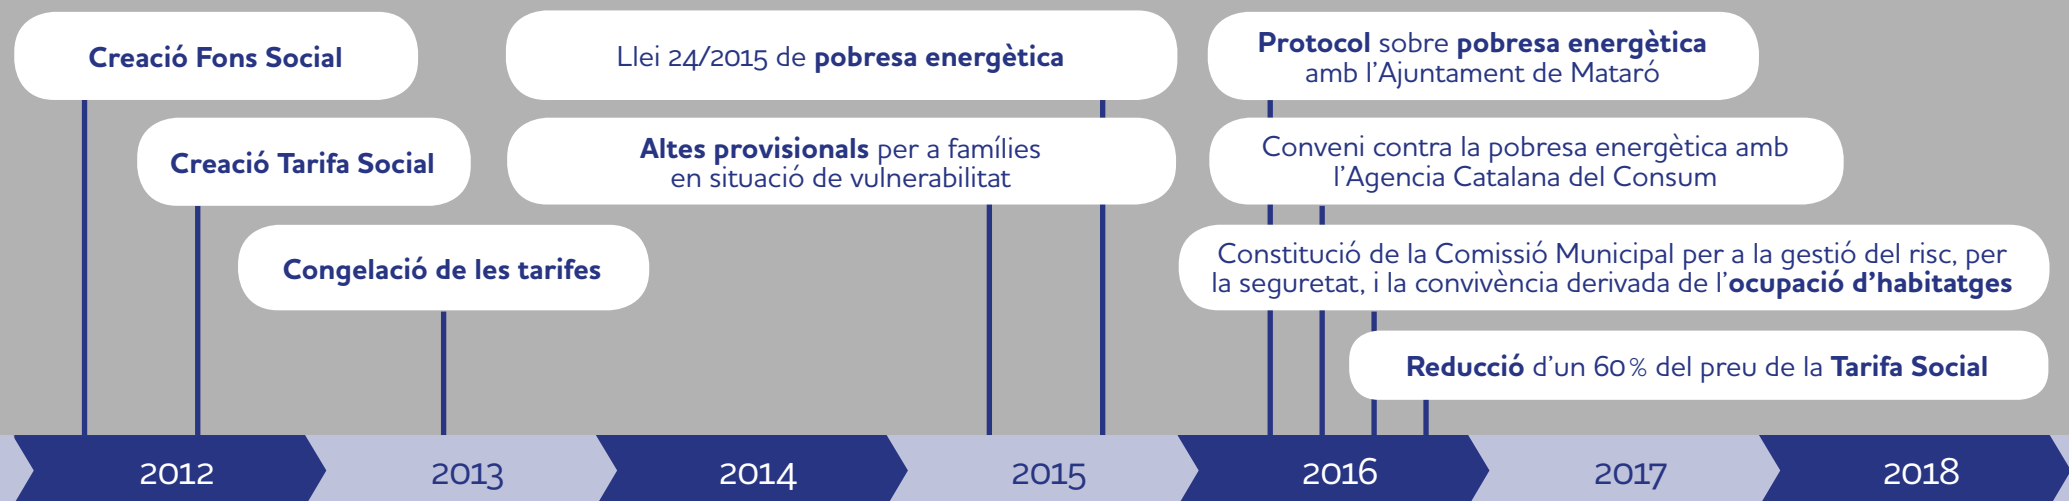 Creació Fons Social
Creació Tarifa Social
Congelació de les tarifes
Llei 24/2015 de pobresa energètica
Altes provisionals per a famílies
en situació de vulnerabilitat
Protocol sobre pobresa energètica
amb l'Ajuntament de Mataró
Conveni contra la pobresa energètica amb
l'Agencia Catalana del Consum
Constitució de la Comissió Municipal per a la gestió del risc, per
la seguretat, i la convivència derivada de l'ocupació d'habitatges
Reducció d'un 60% del preu de la Tarifa Social
2012
2013
2014
2015
2016
2017
2018